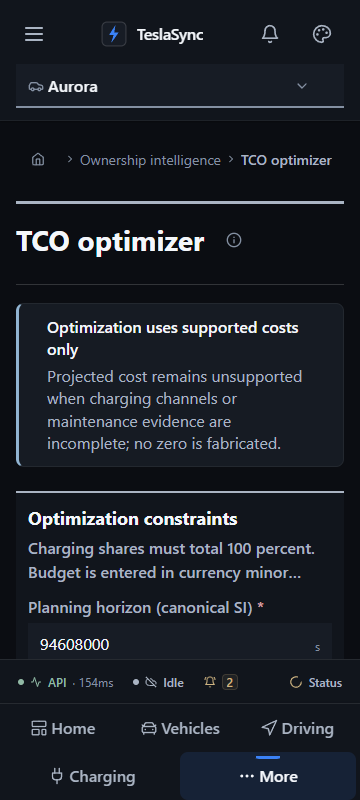 TeslaSync
Aurora
Ownership intelligence
TCO optimizer
TCO optimizer
Optimization uses supported costs
only
Projected cost remains unsupported
when charging channels or
maintenance evidence are
incomplete; no zero is fabricated.
Optimization constraints
Charging shares must total 100 percent.
Budget is entered in currency minor...
Planning horizon (canonical SI) *
94608000 s
API · 154ms Idle 2 Status
Home Vehicles Driving
Charging ··· More